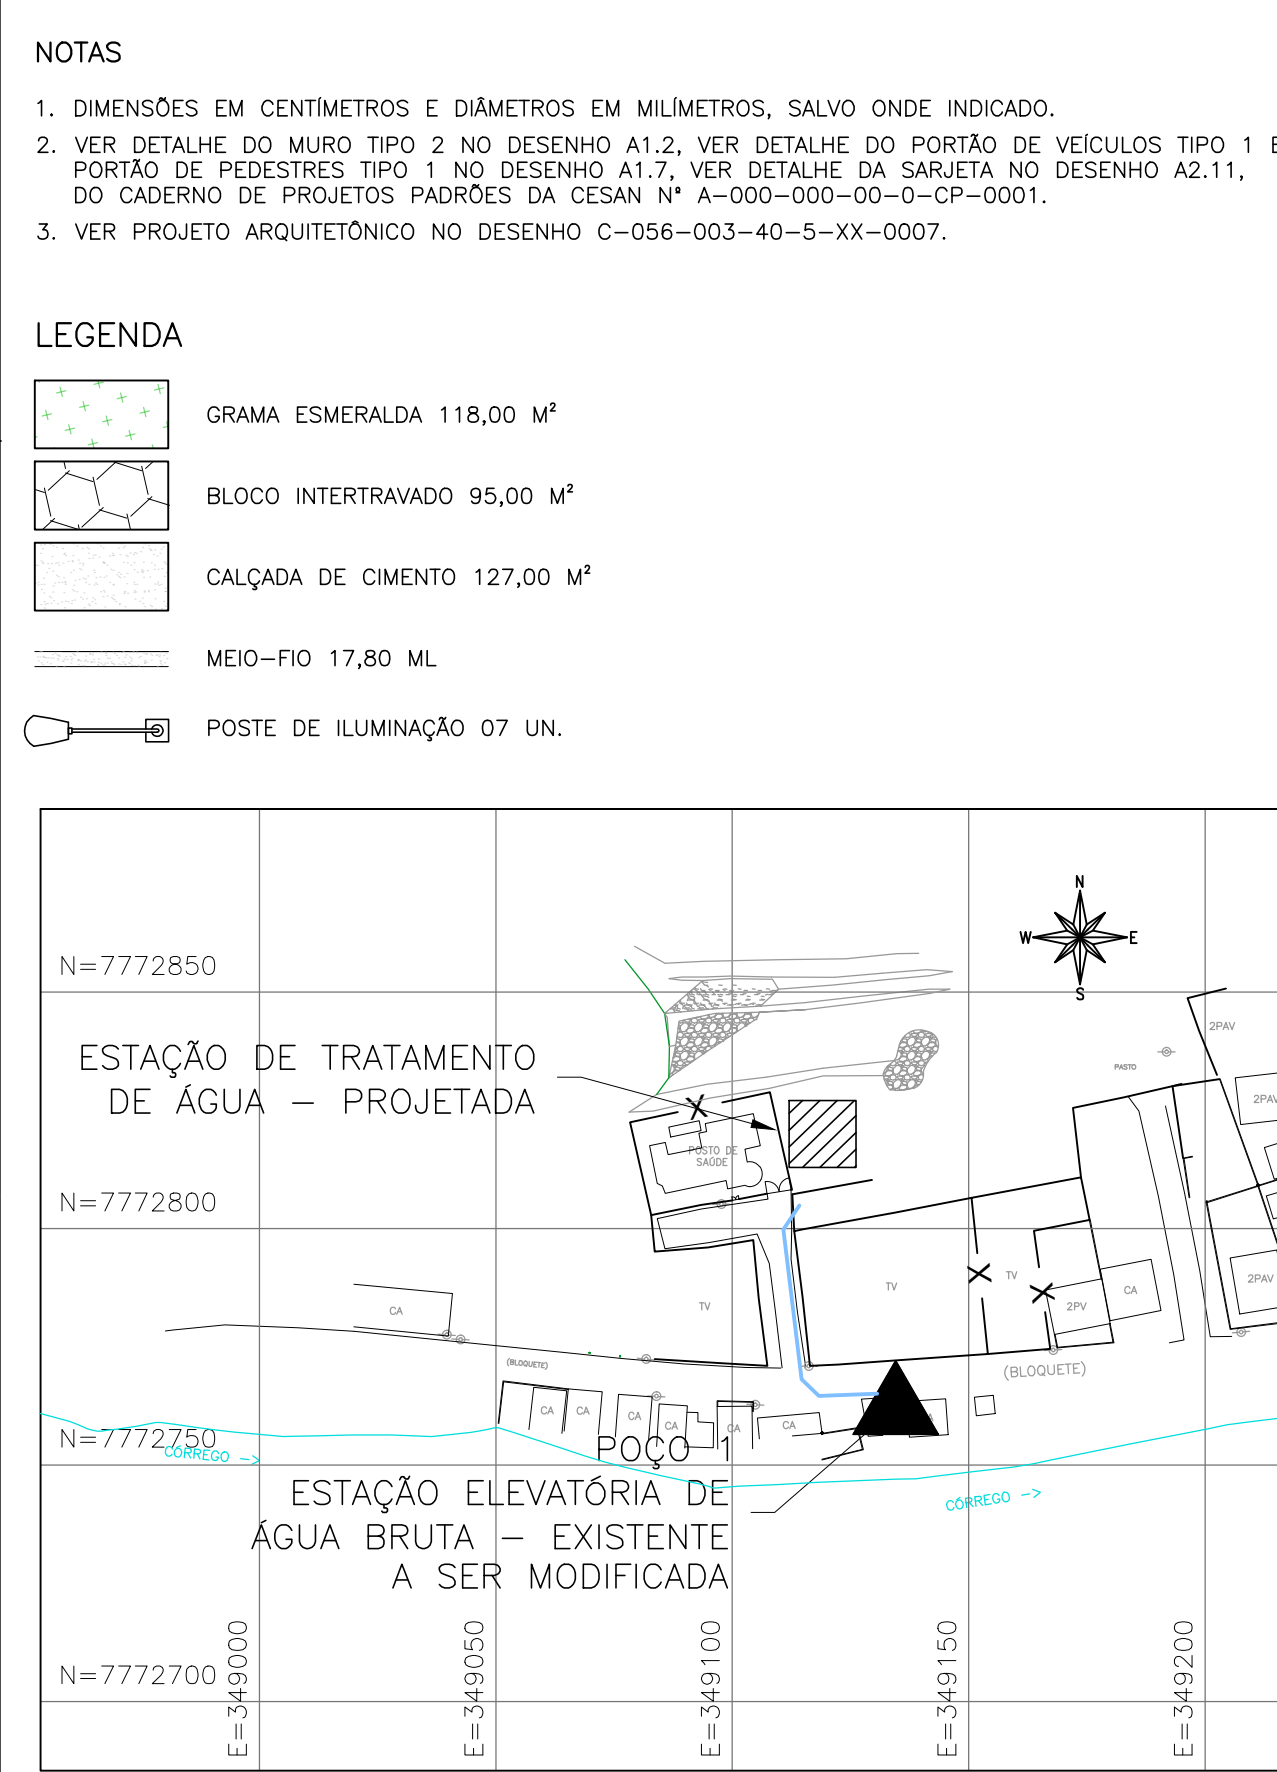 NOTAS
1. DIMENSÕES EM CENTÍMETROS E DIÂMETROS EM MILÍMETROS, SALVO ONDE INDICADO.
2. VER DETALHE DO MURO TIPO 2 NO DESENHO A1.2, VER DETALHE DO PORTÃO DE VEÍCULOS TIPO 1 E
PORTÃO DE PEDESTRES TIPO 1 NO DESENHO A1.7, VER DETALHE DA SARJETA NO DESENHO A2.11,
DO CADERNO DE PROJETOS PADRÕES DA CESAN Nº A-000-000-00-0-CP-0001.
3. VER PROJETO ARQUITETÔNICO NO DESENHO C-056-003-40-5-XX-0007.
LEGENDA
GRAMA ESMERALDA 118,00 M²
BLOCO INTERTRAVADO 95,00 M²
CALÇADA DE CIMENTO 127,00 M²
MEIO-FIO 17,80 ML
POSTE DE ILUMINAÇÃO 07 UN.
N
W E
S
N=7772850
2PAV
PASTO
ESTAÇÃO DE TRATAMENTO
DE ÁGUA - PROJETADA
2PAV
X
POSTO DE
SAÚDE
N=7772800
TV
TV
X
TV
X
2PV
CA
2PAV
CA
(BLOQUETE)
(BLOQUETE)
CA
CA
CA
CA
CA
CA
N=7772750
CÓRREGO ->
POÇO 1
ESTAÇÃO ELEVATÓRIA DE
ÁGUA BRUTA - EXISTENTE
A SER MODIFICADA
CÓRREGO ->
N=7772700
E=349000
E=349050
E=349100
E=349150
E=349200